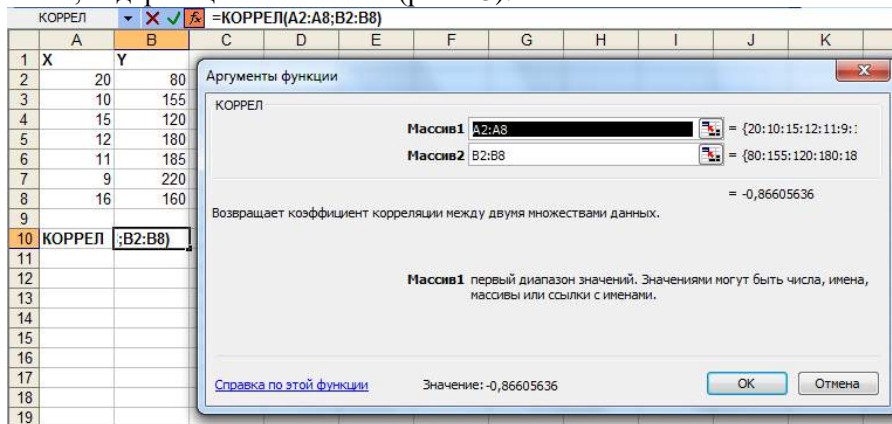 КОРРЕЛ =КОРРЕЛ(A2:A8;B2:B8)
A B C D E F G H I J K
1 X Y
2 20 80
3 10 155
4 15 120
5 12 180
6 11 185
7 9 220
8 16 160
9
10 КОРРЕЛ ;B2:B8)
11
12
13
14
15
16
17
18
19
Аргументы функции
КОРРЕЛ
Массив1 A2:A8 = {20:10:15:12:11:9:1
Массив2 B2:B8 = {80:155:120:180:18
= -0,86605636
Возвращает коэффициент корреляции между двумя множествами данных.
Массив1 первый диапазон значений. Значениями могут быть числа, имена,
массивы или ссылки с именами.
Справка по этой функции Значение: -0,86605636 ОК Отмена